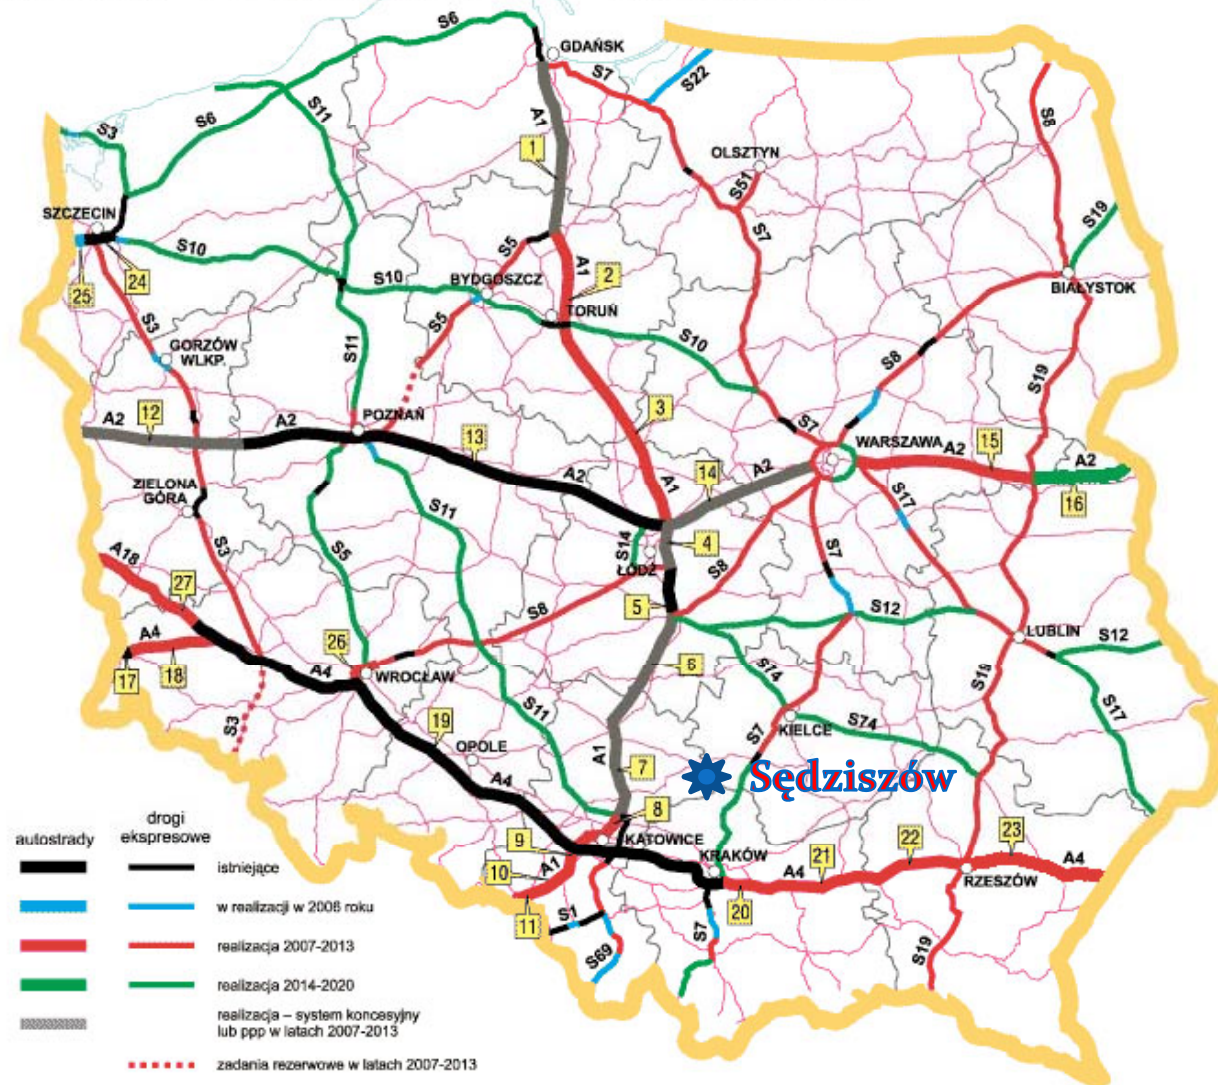 S6
GDAŃSK
S7
S22
S3
S6
S11
A1
S8
1
OLSZTYN
S51
S19
SZCZECIN
S10
S5
S7
A1
2
25
24
S10
BYDGOSZCZ
BIAŁYSTOK
TORUŃ
S3
S5
S10
GORZÓW
WLKP.
S11
S8
S19
A2
12
A2
POZNAŃ
3
S7
13
WARSZAWA
A2
15
A2
A2
14
A2
16
ZIELONA
GÓRA
A1
S17
S11
S3
S14
4
S7
A18
S5
ŁÓDŹ
S8
27
5
S8
S12
A4
26
LUBLIN
S12
17
18
A4
WROCŁAW
6
S74
S19
S3
19
S11
S7
KIELCE
S74
S17
OPOLE
A1
7
Sędziszów
A4
8
9
KATOWICE
KRAKÓW
22
23
10
A1
21
A4
A4
RZESZÓW
11
S1
20
S7
S69
S19
autostrady
drogi
ekspresowe
istniejące
w realizacji w 2006 roku
realizacja 2007-2013
realizacja 2014-2020
realizacja – system koncesyjny
lub ppp w latach 2007-2013
zadania rezerwowe w latach 2007-2013